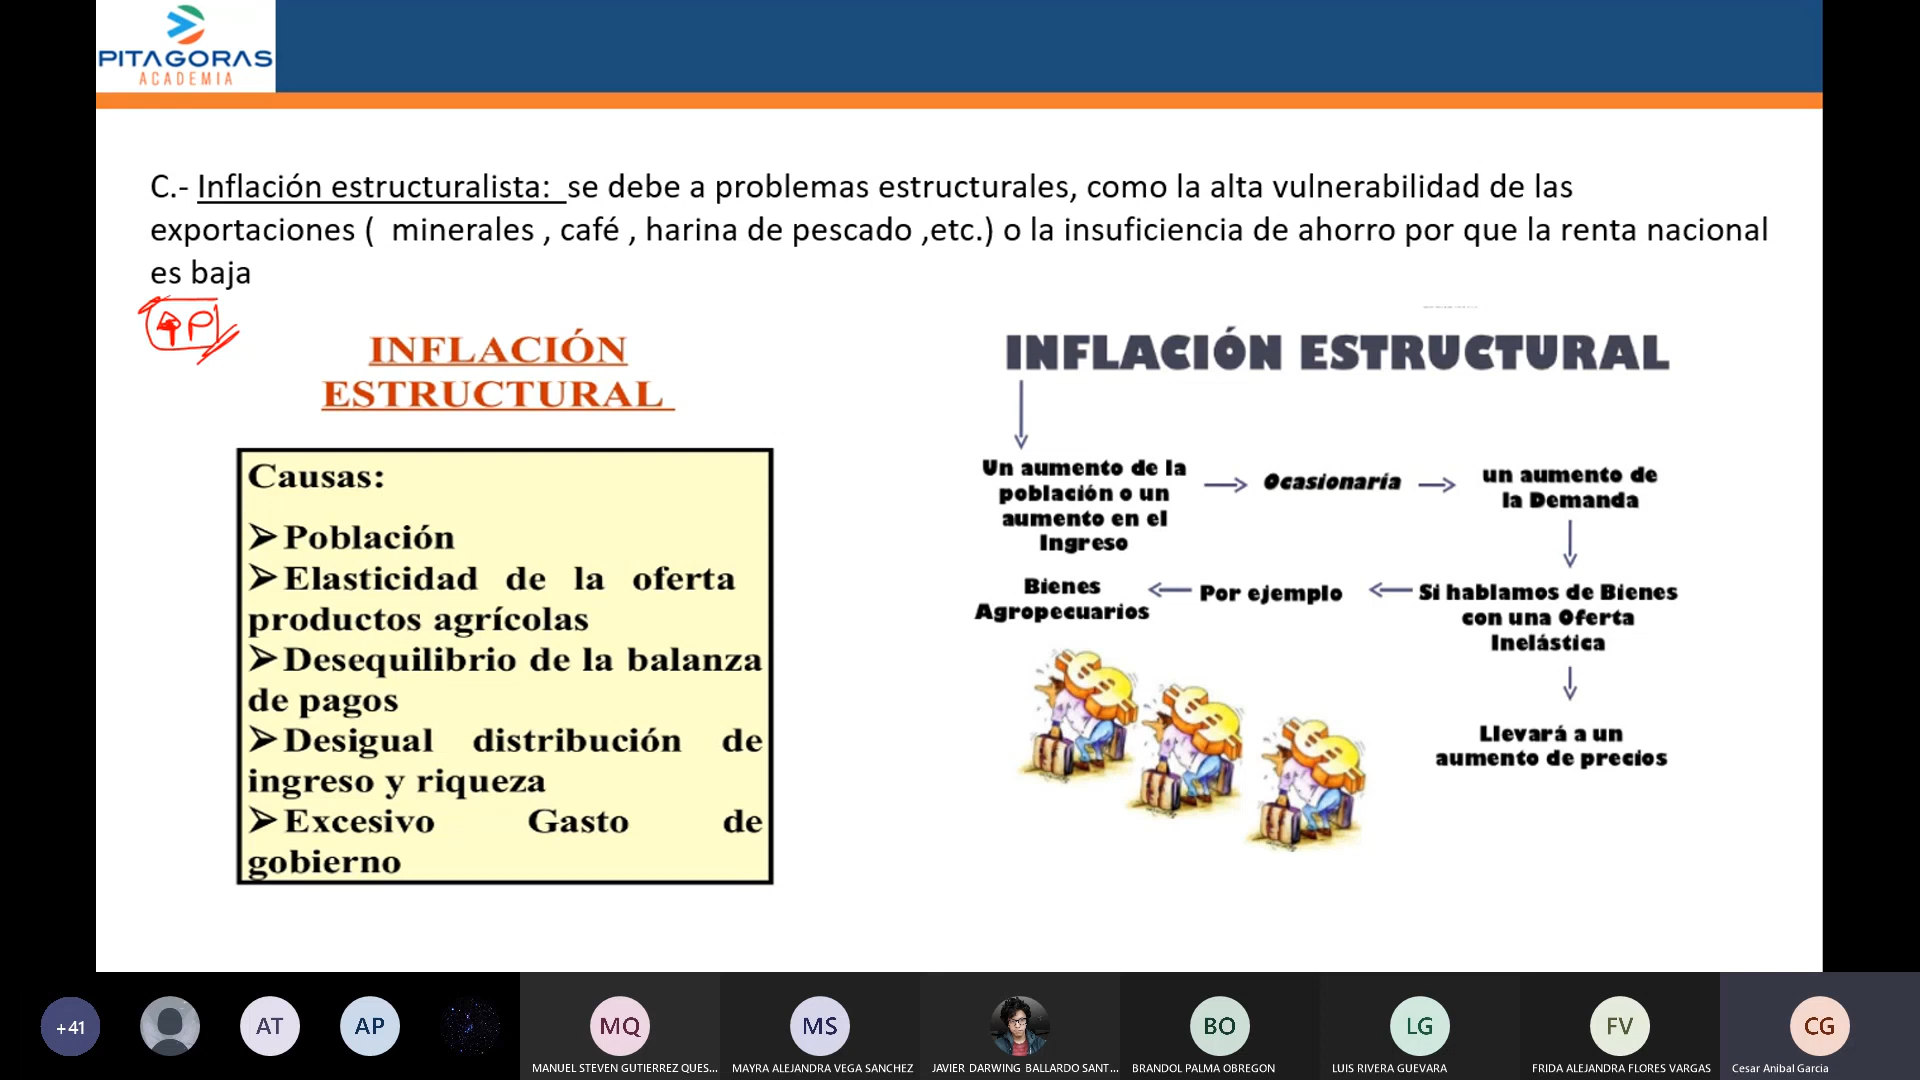 PITAGORAS
ACADEMIA
C.- Inflación estructuralista: se debe a problemas estructurales, como la alta vulnerabilidad de las
exportaciones ( minerales , café , harina de pescado ,etc.) o la insuficiencia de ahorro por que la renta nacional
es baja
↑P
INFLACIÓN
ESTRUCTURAL
Causas:
➢Población
➢Elasticidad de la oferta
productos agrícolas
➢Desequilibrio de la balanza
de pagos
➢Desigual distribución de
ingreso y riqueza
➢Excesivo Gasto de
gobierno
INFLACIÓN ESTRUCTURAL
Un aumento de la
población o un
aumento en el
Ingreso
Ocasionaría
un aumento de
la Demanda
Si hablamos de Bienes
con una Oferta
Inelástica
Por ejemplo
Bienes
Agropecuarios
Llevará a un
aumento de precios
+41
AT
AP
MQ
MANUEL STEVEN GUTIERREZ QUES...
MS
MAYRA ALEJANDRA VEGA SANCHEZ
JAVIER DARWING BALLARDO SANT...
BO
BRANDOL PALMA OBREGON
LG
LUIS RIVERA GUEVARA
FV
FRIDA ALEJANDRA FLORES VARGAS
CG
Cesar Anibal Garcia